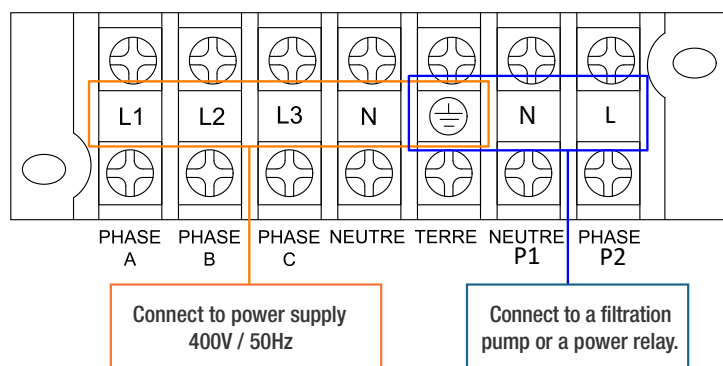 L1 L2 L3 N N L
PHASE A
PHASE B
PHASE C
NEUTRE
TERRE
NEUTRE P1
PHASE P2
Connect to power supply
400V / 50Hz
Connect to a filtration
pump or a power relay.